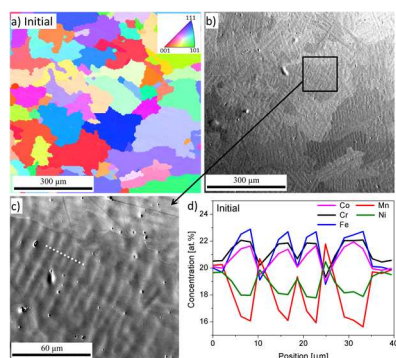 a) Initial
111
001
101
300 µm
b)
300 µm
c)
60 µm
d)
Initial
Co
Mn
Cr
Ni
Fe
Concentration [at.%]
24
22
20
18
16
0
10
20
30
40
Position [µm]